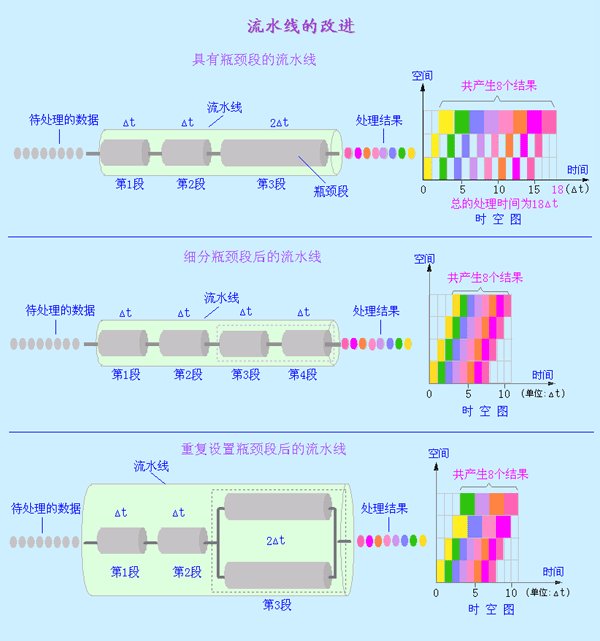 流水线的改进
具有瓶颈段的流水线
空间
共产生8个结果
待处理的数据
Δt
流水线
Δt
2Δt
处理结果
第1段
第2段
第3段
瓶颈段
时间
0
5
10
15
18(Δt)
总的处理时间为18Δt
时 空 图
细分瓶颈段后的流水线
空间
共产生8个结果
待处理的数据
流水线
处理结果
Δt
Δt
Δt
Δt
第1段
第2段
第3段
第4段
时间
0
5
10
(单位:Δt)
时 空 图
重复设置瓶颈段后的流水线
空间
流水线
共产生8个结果
待处理的数据
Δt
Δt
2Δt
处理结果
第1段
第2段
第3段
时间
0
5
10
(单位:Δt)
时 空 图